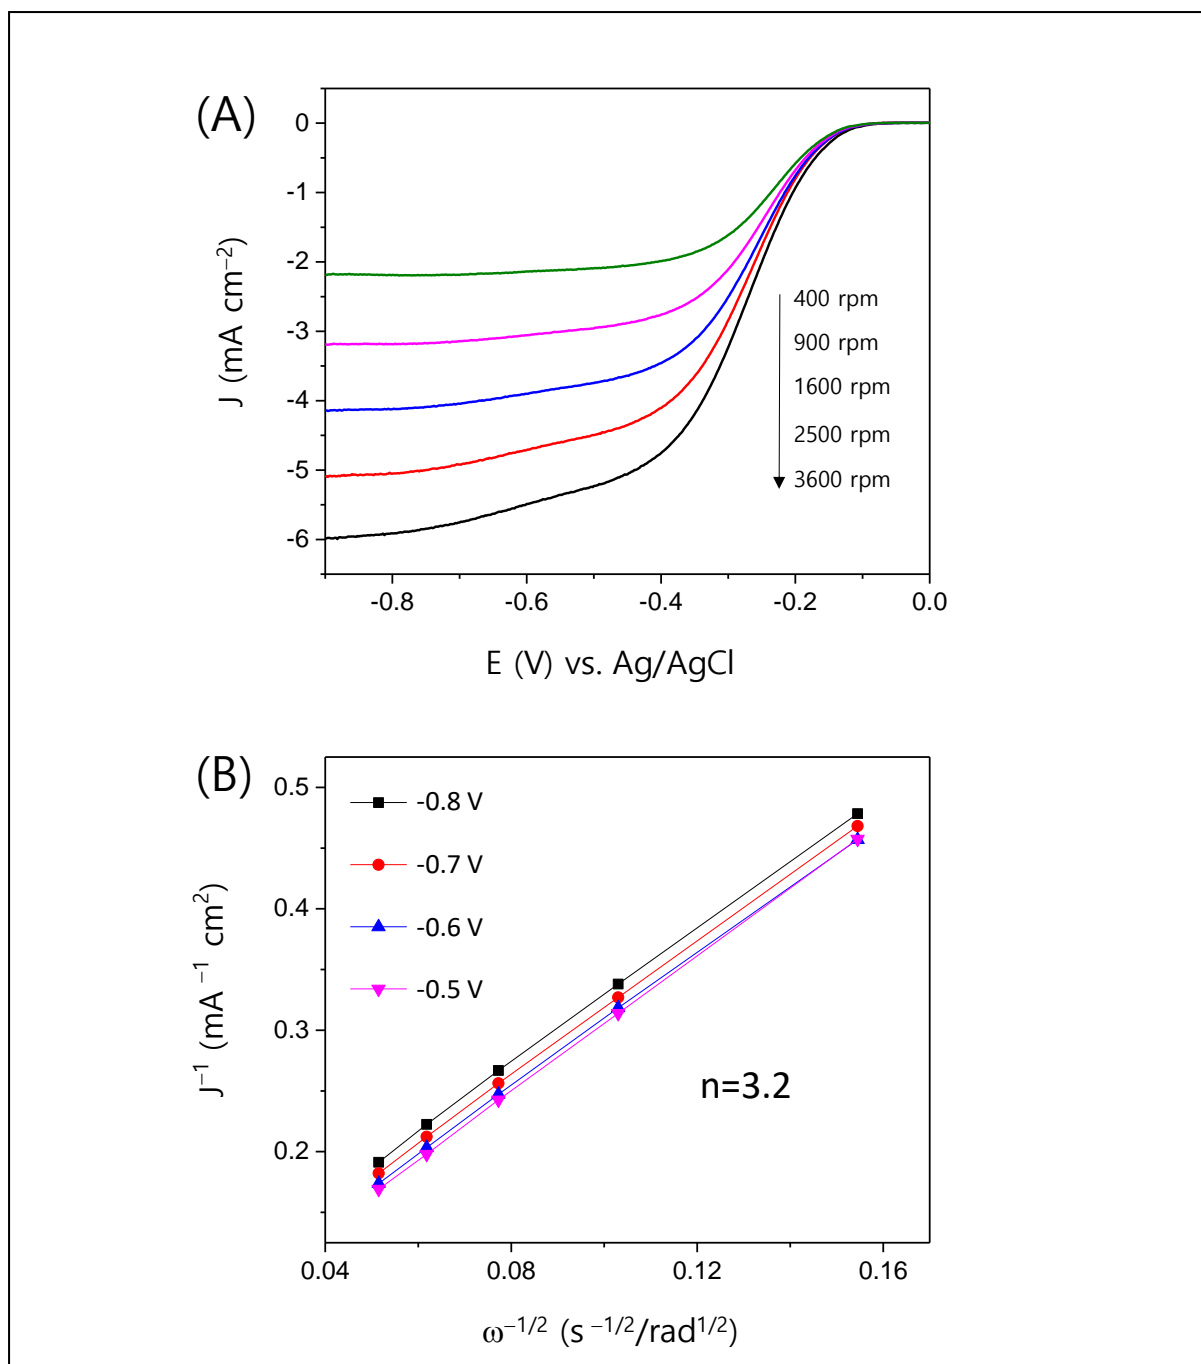 (A)
0
-1
-2
-3
-4
-5
-6
J (mA cm⁻²)
400 rpm
900 rpm
1600 rpm
2500 rpm
3600 rpm
-0.8 -0.6 -0.4 -0.2 0.0
E (V) vs. Ag/AgCl
(B)
0.5
0.4
0.3
0.2
J⁻¹ (mA⁻¹ cm²)
-0.8 V
-0.7 V
-0.6 V
-0.5 V
n=3.2
0.04 0.08 0.12 0.16
ω⁻¹/² (s⁻¹/²/rad¹/²)